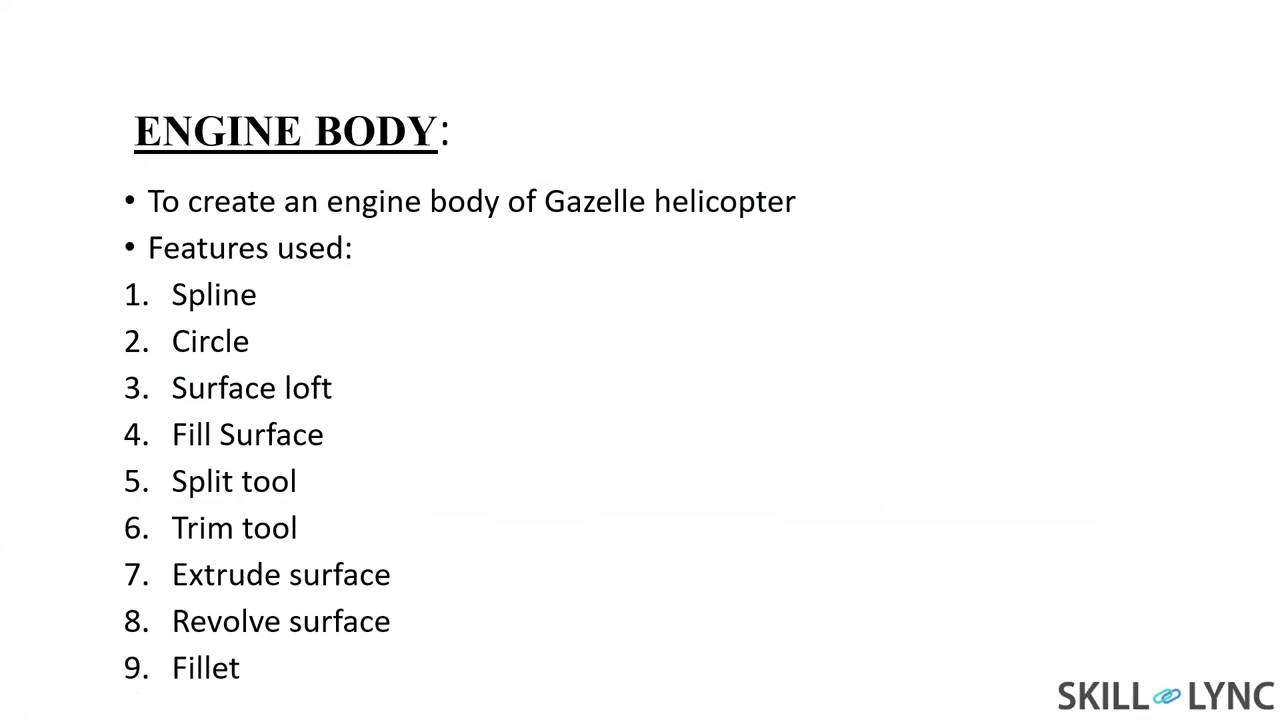 ENGINE BODY:
• To create an engine body of Gazelle helicopter
• Features used:
1. Spline
2. Circle
3. Surface loft
4. Fill Surface
5. Split tool
6. Trim tool
7. Extrude surface
8. Revolve surface
9. Fillet
SKILL LYNC